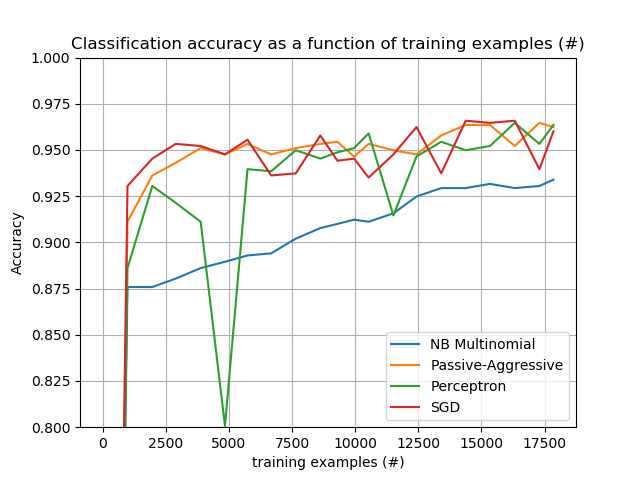 Classification accuracy as a function of training examples (#)
1.000
0.975
0.950
0.925
0.900
0.875
0.850
0.825
0.800
Accuracy
NB Multinomial
Passive-Aggressive
Perceptron
SGD
0 2500 5000 7500 10000 12500 15000 17500
training examples (#)